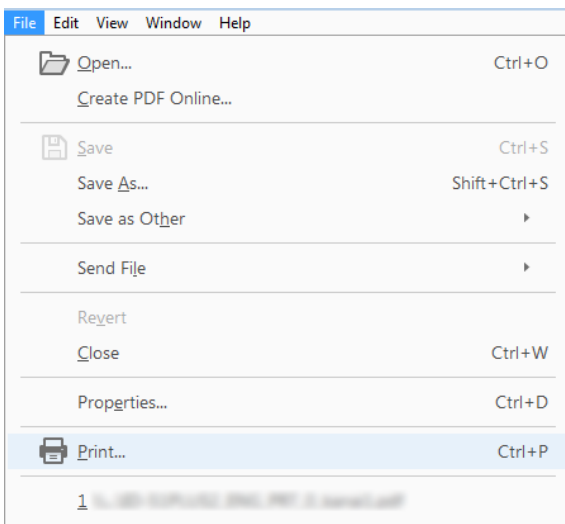 File Edit View Window Help
Open... Ctrl+O
Create PDF Online...
Save Ctrl+S
Save As... Shift+Ctrl+S
Save as Other
Send File
Revert
Close Ctrl+W
Properties... Ctrl+D
Print... Ctrl+P
1